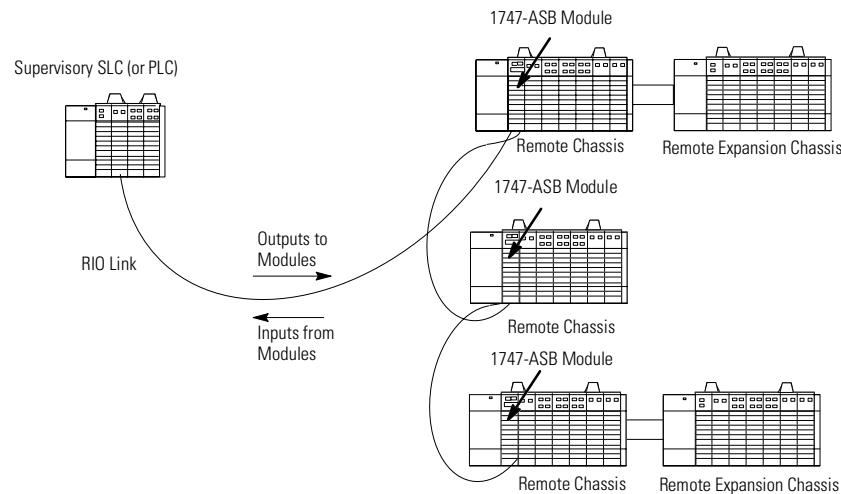 1747-ASB Module
Supervisory SLC (or PLC)
Remote Chassis
Remote Expansion Chassis
1747-ASB Module
Outputs to
Modules
RIO Link
Inputs from
Modules
Remote Chassis
1747-ASB Module
Remote Chassis
Remote Expansion Chassis